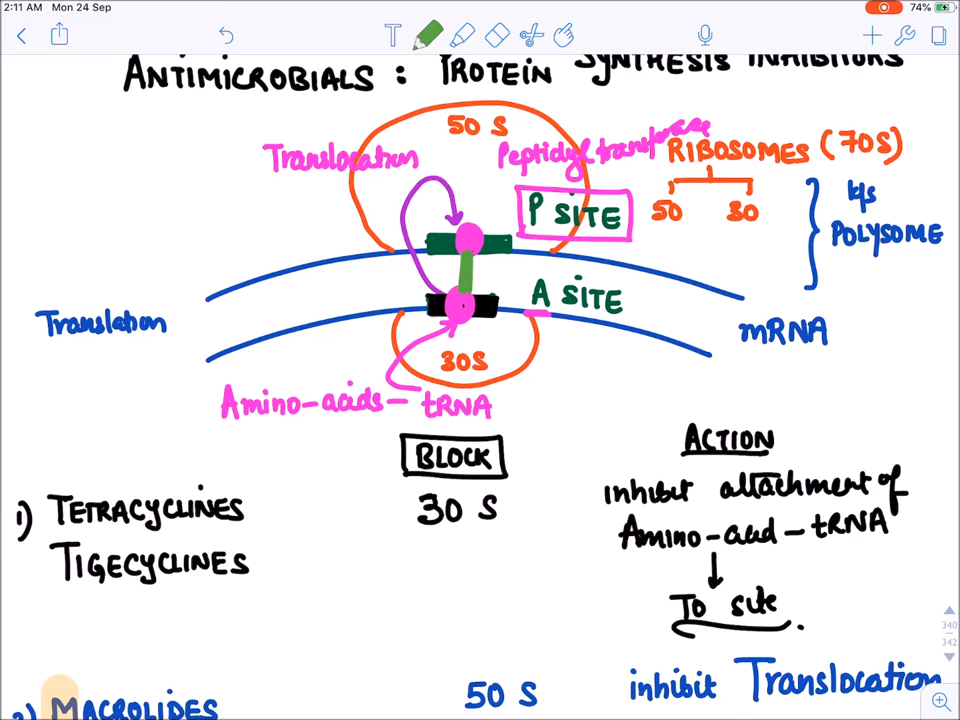 2:11 AM Mon 24 Sep
74%
ANTIMICROBIALS : PROTEIN SYNTHESIS INHIBITORS
50 S
Translocation
Peptidyl transferase
RIBOSOMES (70S)
50 30
k/s
POLYSOME
P SITE
A SITE
Translation
mRNA
30S
Amino-acids-tRNA
BLOCK
ACTION
1) TETRACYCLINES
TIGECYCLINES
30 S
inhibit attachment of
Amino-acid-tRNA
To site
340
342
2) MACROLIDES
50 S
inhibit Translocation